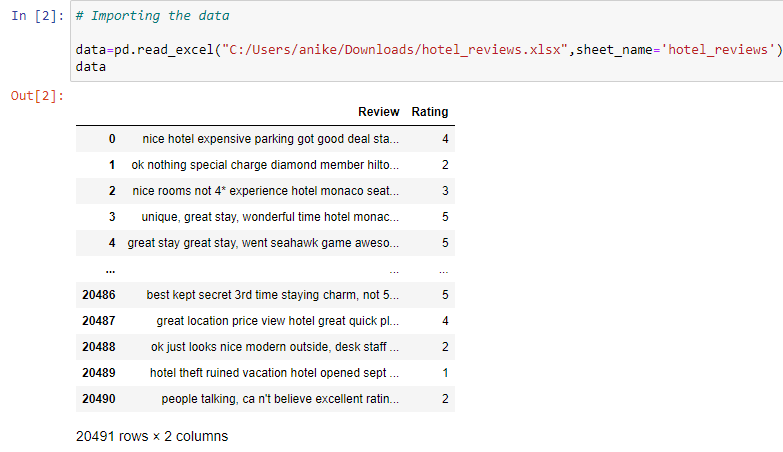 In [2]: # Importing the data
data=pd.read_excel("C:/Users/anike/Downloads/hotel_reviews.xlsx",sheet_name='hotel_reviews')
data
Out[2]:
Review Rating
0 nice hotel expensive parking got good deal sta... 4
1 ok nothing special charge diamond member hilto... 2
2 nice rooms not 4* experience hotel monaco seat... 3
3 unique, great stay, wonderful time hotel monac... 5
4 great stay great stay, went seahawk game aweso... 5
... ... ...
20486 best kept secret 3rd time staying charm, not 5... 5
20487 great location price view hotel great quick pl... 4
20488 ok just looks nice modern outside, desk staff ... 2
20489 hotel theft ruined vacation hotel opened sept ... 1
20490 people talking, ca n't believe excellent ratin... 2
20491 rows × 2 columns